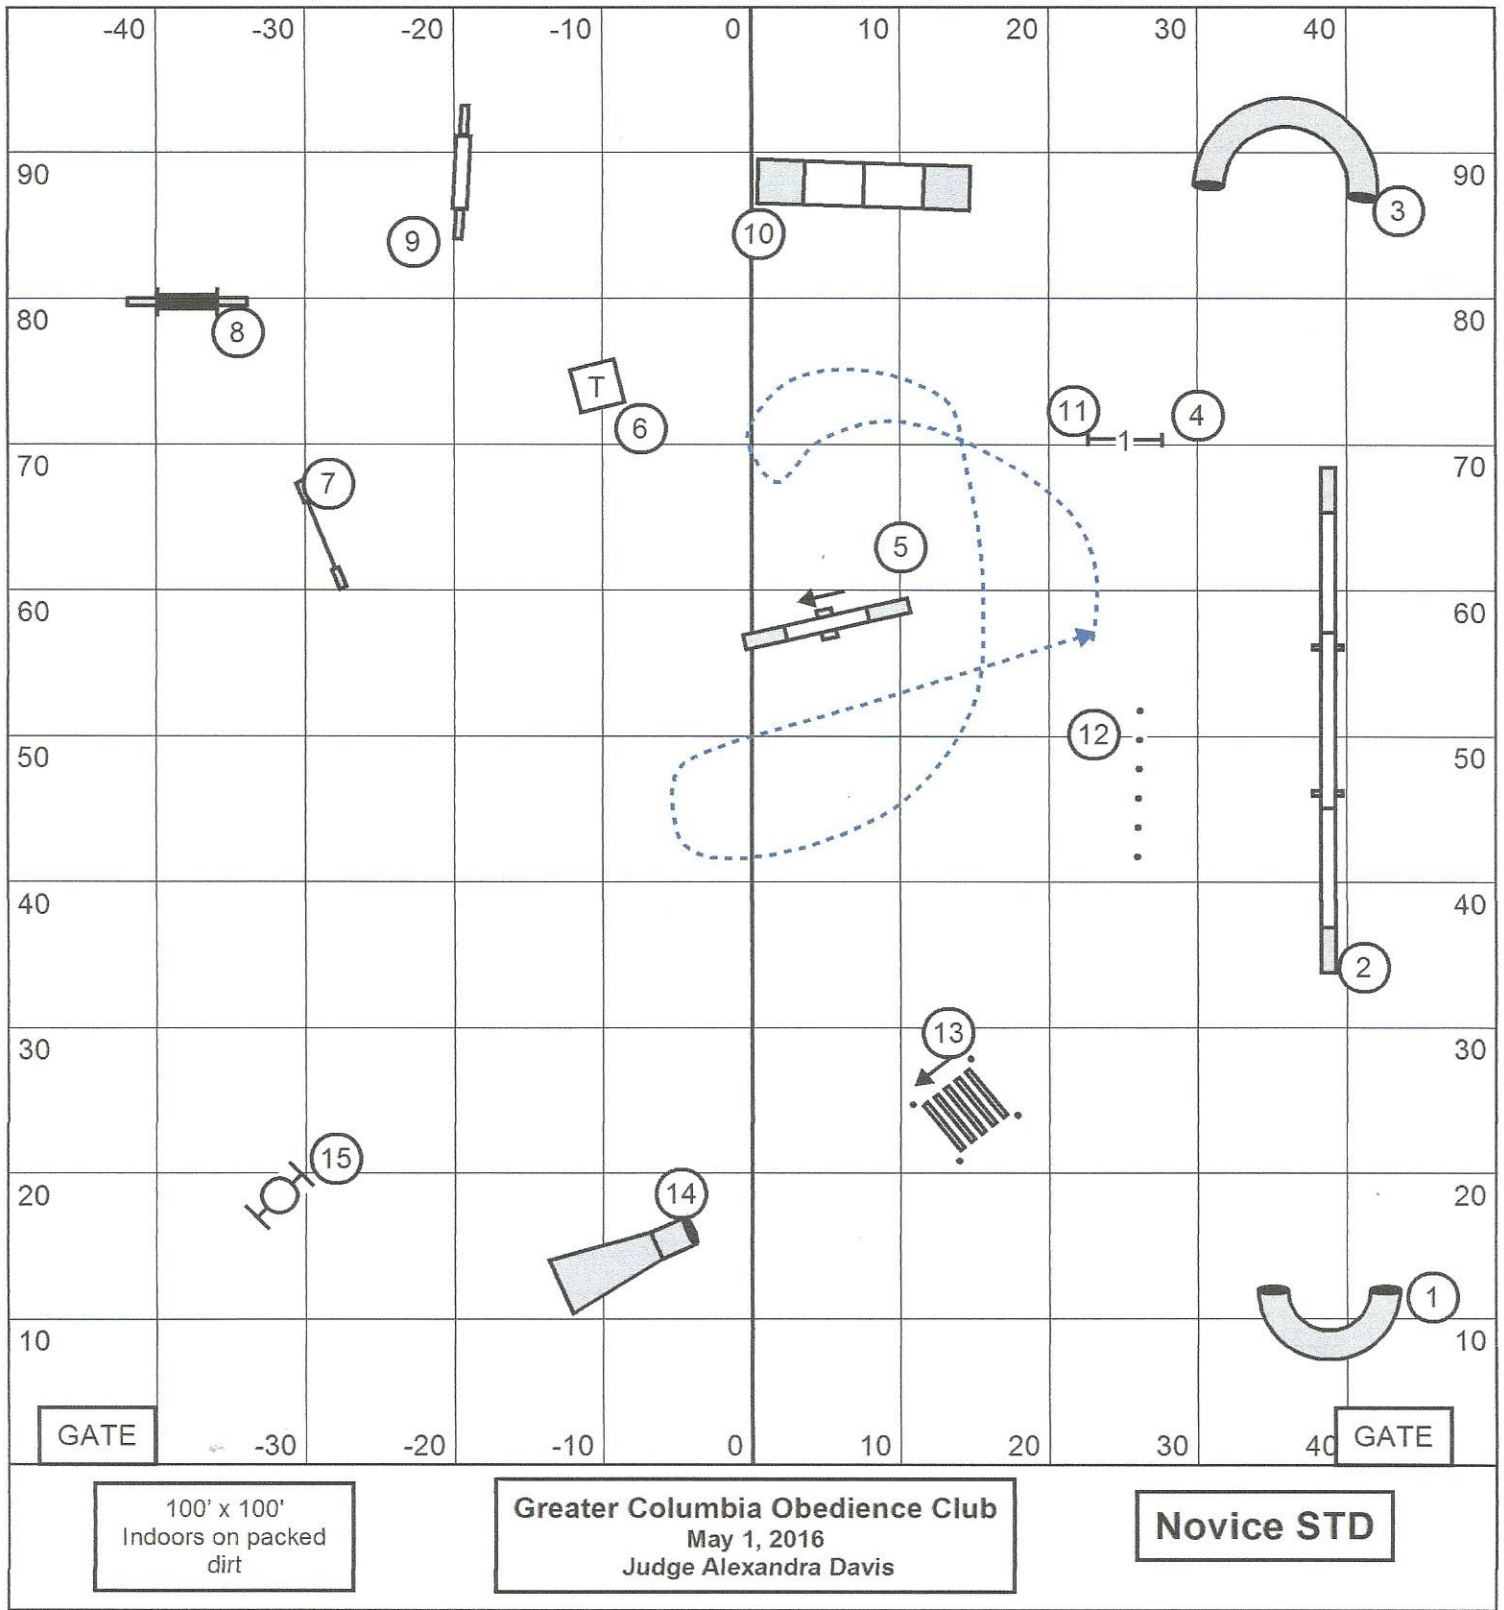 -40 -30 -20 -10 0 10 20 30 40
90 90
3
9
10
80 80
8
T
6
11
4
1
70 70
7
5
60 60
12
50 50
40 40
2
30 30
13
15
14
20 20
1
10 10
GATE
-30 -20 -10 0 10 20 30 40
GATE
100' x 100'
Indoors on packed
dirt
Greater Columbia Obedience Club
May 1, 2016
Judge Alexandra Davis
Novice STD